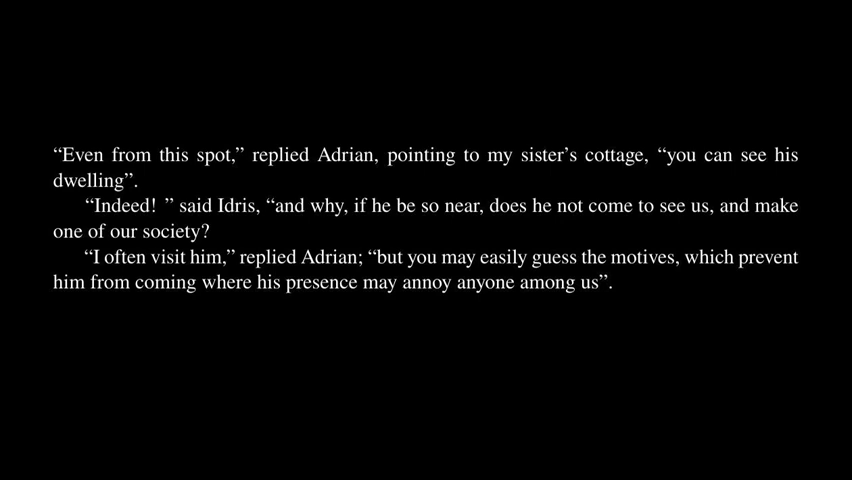 “Even from this spot,” replied Adrian, pointing to my sister’s cottage, “you can see his
dwelling”.
“Indeed! ” said Idris, “and why, if he be so near, does he not come to see us, and make
one of our society?
“I often visit him,” replied Adrian; “but you may easily guess the motives, which prevent
him from coming where his presence may annoy anyone among us”.